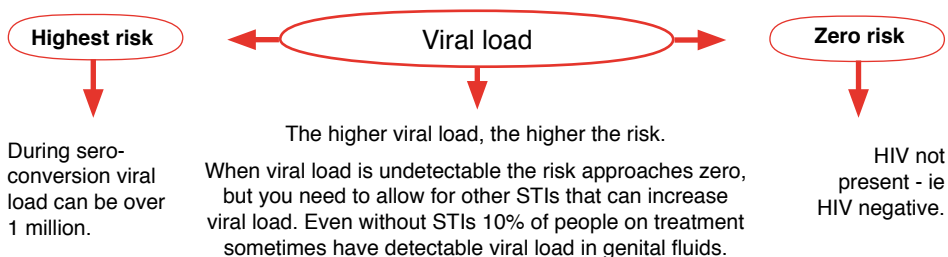 Highest risk
Viral load
Zero risk
During sero-
conversion viral
load can be over
1 million.
The higher viral load, the higher the risk.
When viral load is undetectable the risk approaches zero,
but you need to allow for other STIs that can increase
viral load. Even without STIs 10% of people on treatment
sometimes have detectable viral load in genital fluids.
HIV not
present - ie
HIV negative.